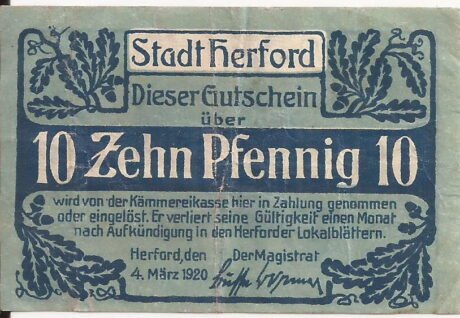 Stadt Herford
Dieser Gutschein
über
10 Zehn Pfennig 10
wird von der Kämmereikasse hier in Zahlung genommen
oder eingelöst. Er verliert seine Gültigkeit einen Monat
nach Aufkündigung in den Herforder Lokalblättern.
Herford, den
4. März 1920
Der Magistrat